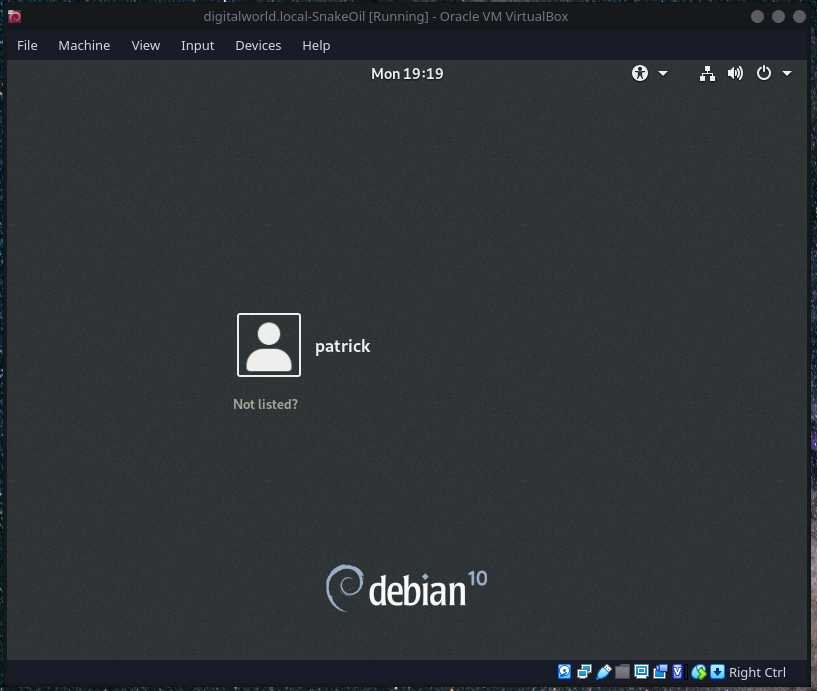 digitalworld.local-SnakeOil [Running] - Oracle VM VirtualBox
File Machine View Input Devices Help
Mon 19:19
patrick
Not listed?
debian 10
Right Ctrl